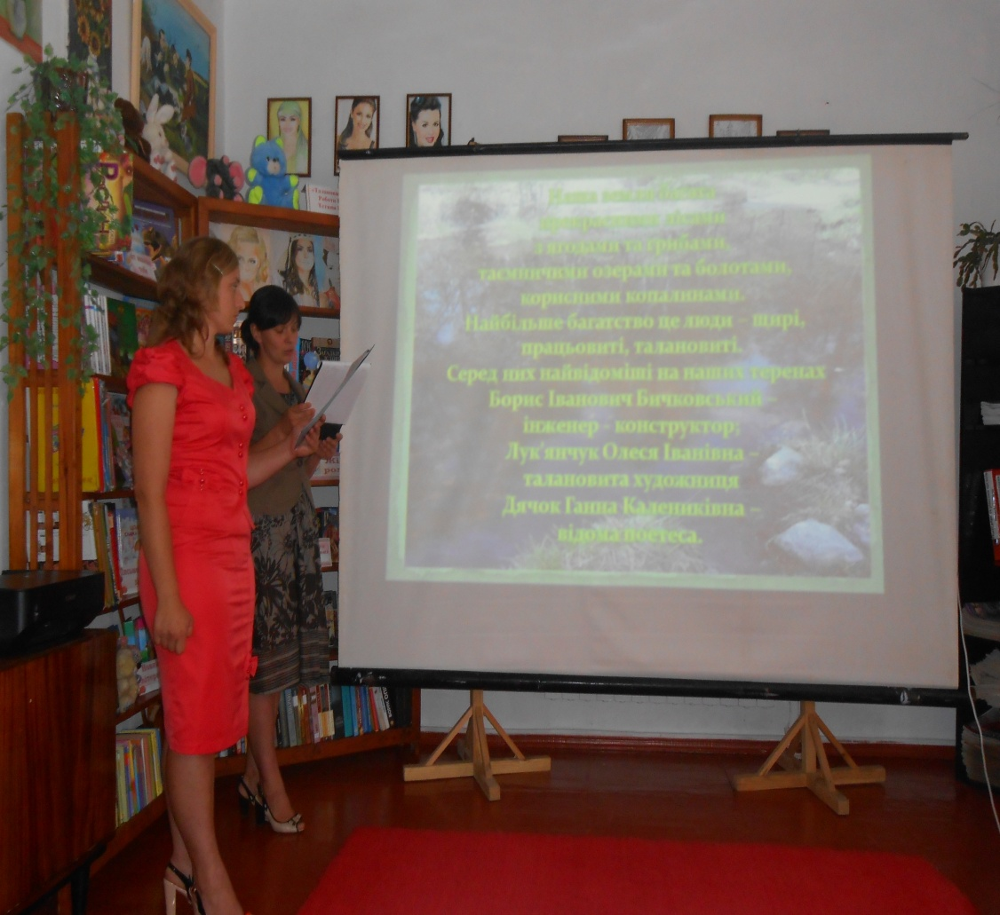 Наша земля багата
прекрасними лісами
з ягодами та грибами,
таємничими озерами та болотами,
корисними копалинами.
Найбільше багатство це люди – щирі,
працьовиті, талановиті.
Серед них найвідоміші на наших теренах –
Борис Іванович Бичковський –
інженер - конструктор;
Лук'янчук Олеся Іванівна –
талановита художниця
Дячок Ганна Калениківна –
відома поетеса.